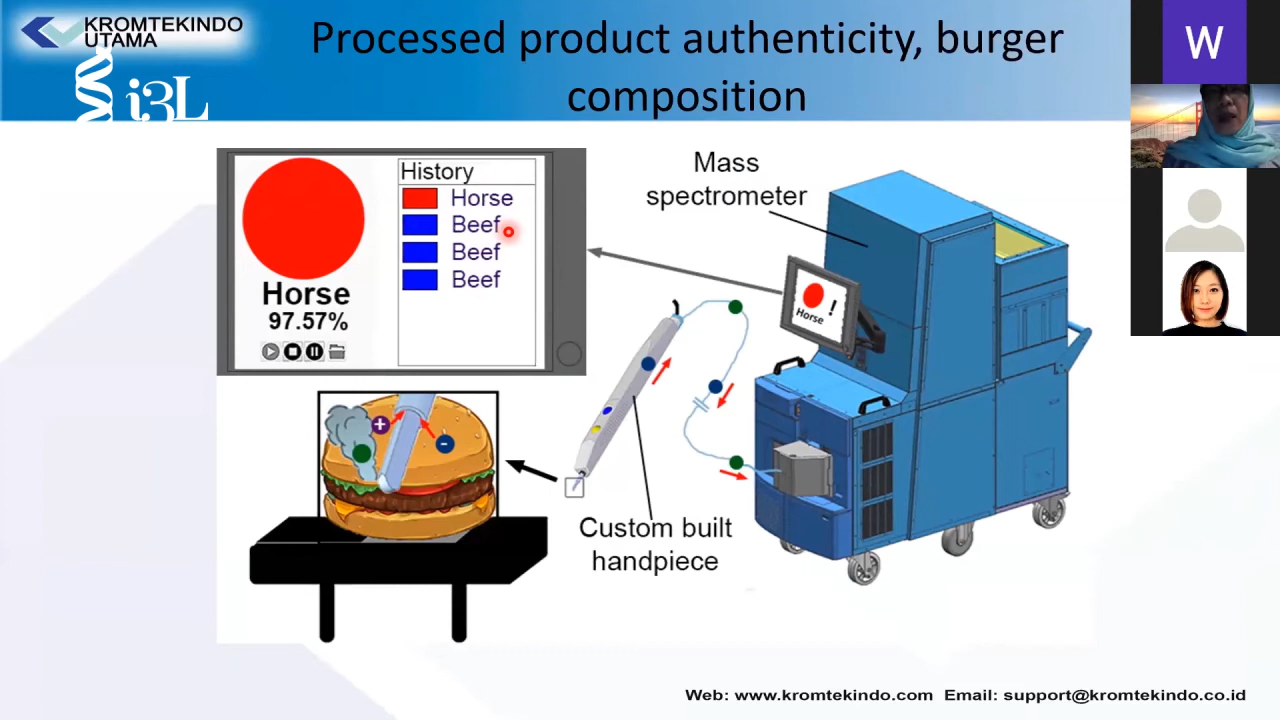 KROMTEKINDO
UTAMA
i3L
Processed product authenticity, burger
composition
W
History
Horse
Beef
Beef
Beef
Horse
97.57%
Mass
spectrometer
Horse !
+
-
Custom built
handpiece
Web: www.kromtekindo.com Email: support@kromtekindo.co.id